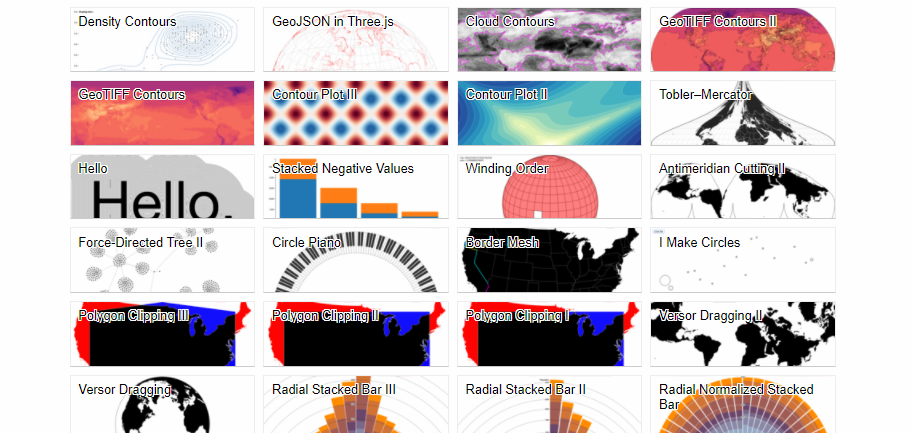 Density Contours
GeoJSON in Three.js
Cloud Contours
GeoTIFF Contours II
GeoTIFF Contours
Contour Plot III
Contour Plot II
Tobler–Mercator
Hello
Hello.
Stacked Negative Values
Winding Order
Antimeridian Cutting II
Force-Directed Tree II
Circle Piano
Border Mesh
I Make Circles
Polygon Clipping III
Polygon Clipping II
Polygon Clipping I
Versor Dragging II
Versor Dragging
Radial Stacked Bar III
Radial Stacked Bar II
Radial Normalized Stacked
Bar